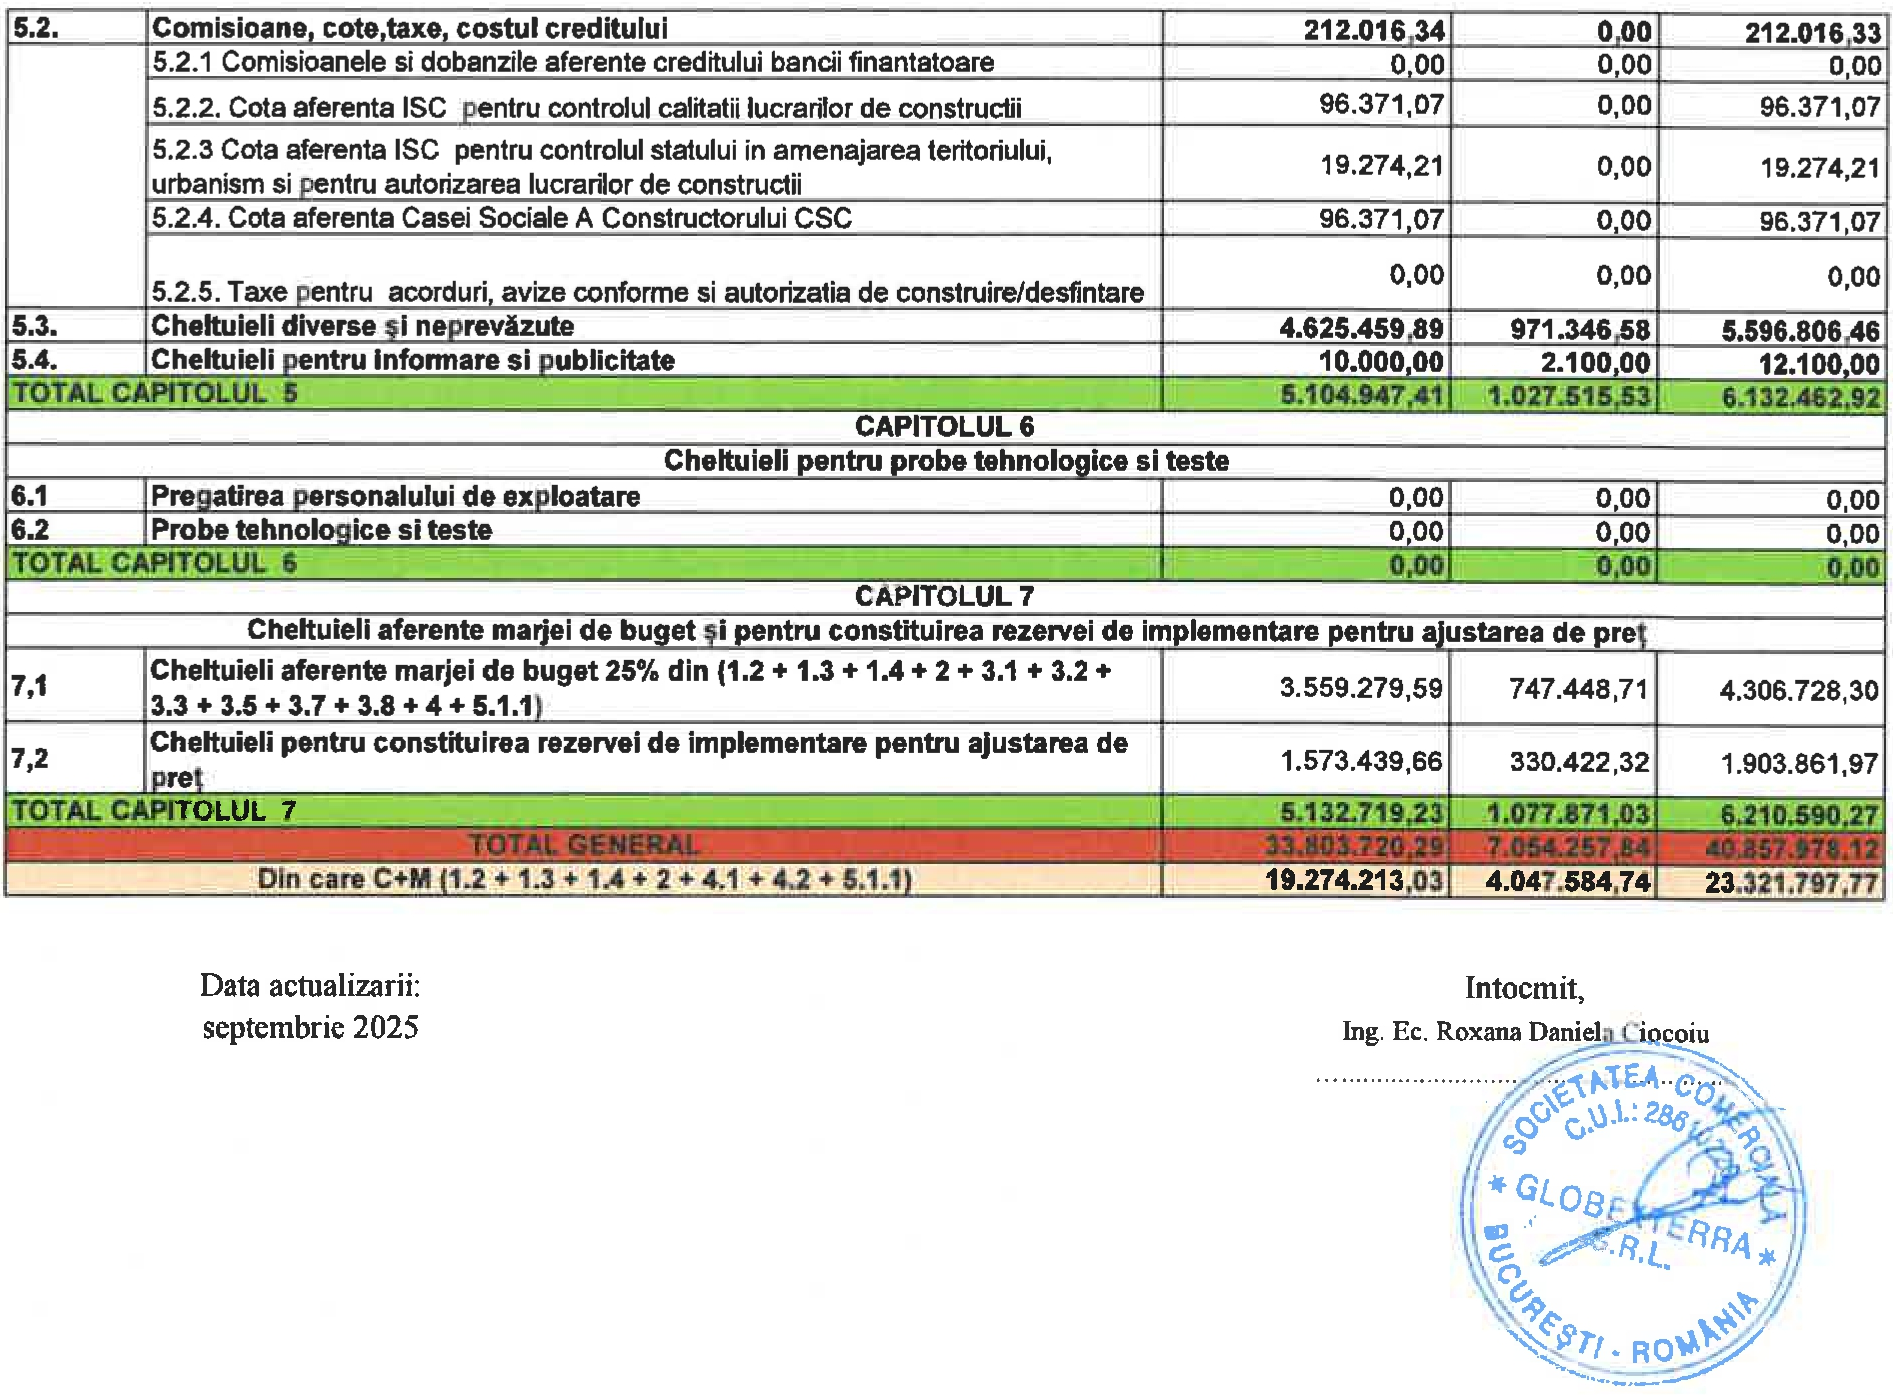 5.2. Comisioane, cote,taxe, costul creditului 212.016,34 0,00 212.016,33
5.2.1 Comisioanele si dobanzile aferente creditului bancii finantatoare 0,00 0,00 0,00
5.2.2. Cota aferenta ISC pentru controlul calitatii lucrarilor de constructii 96.371,07 0,00 96.371,07
5.2.3 Cota aferenta ISC pentru controlul statului in amenajarea teritoriului,
urbanism si pentru autorizarea lucrarilor de constructii 19.274,21 0,00 19.274,21
5.2.4. Cota aferenta Casei Sociale A Constructorului CSC 96.371,07 0,00 96.371,07
5.2.5. Taxe pentru acorduri, avize conforme si autorizatia de construire/desfintare 0,00 0,00 0,00
5.3. Cheltuieli diverse şi neprevăzute 4.625.459,89 971.346,58 5.596.806,46
5.4. Cheltuieli pentru informare si publicitate 10.000,00 2.100,00 12.100,00
TOTAL CAPITOLUL 5 5.104.947,41 1.027.515,53 6.132.462,92
CAPITOLUL 6
Cheltuieli pentru probe tehnologice si teste
6.1 Pregatirea personalului de exploatare 0,00 0,00 0,00
6.2 Probe tehnologice si teste 0,00 0,00 0,00
TOTAL CAPITOLUL 6 0,00 0,00 0,00
CAPITOLUL 7
Cheltuieli aferente marjei de buget şi pentru constituirea rezervei de implementare pentru ajustarea de preţ
7,1 Cheltuieli aferente marjei de buget 25% din (1.2 + 1.3 + 1.4 + 2 + 3.1 + 3.2 +
3.3 + 3.5 + 3.7 + 3.8 + 4 + 5.1.1) 3.559.279,59 747.448,71 4.306.728,30
7,2 Cheltuieli pentru constituirea rezervei de implementare pentru ajustarea de
preţ 1.573.439,66 330.422,32 1.903.861,97
TOTAL CAPITOLUL 7 5.132.719,23 1.077.871,03 6.210.590,27
TOTAL GENERAL 33.803.720,29 7.054.257,84 40.857.978,12
Din care C+M (1.2 + 1.3 + 1.4 + 2 + 4.1 + 4.2 + 5.1.1) 19.274.213,03 4.047.584,74 23.321.797,77
Data actualizarii:
septembrie 2025
Intocmit,
Ing. Ec. Roxana Daniela Ciocoiu
SOCIETATEA COMERCIALĂ
C.U.I.:
* GLOBEXTERRA *
S.R.L.
BUCUREŞTI - ROMÂNIA